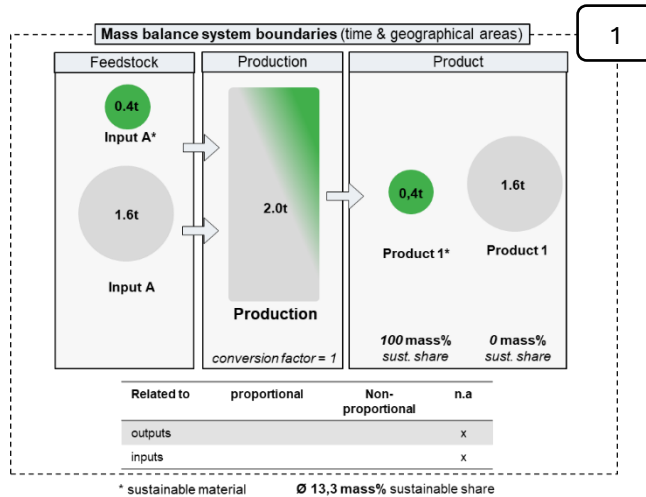 Mass balance system boundaries (time & geographical areas)
1
Feedstock
Production
Product
0.4t
Input A*
1.6t
Input A
2.0t
Production
conversion factor = 1
0,4t
Product 1*
1.6t
Product 1
100 mass%
sust. share
0 mass%
sust. share
Related to proportional Non-proportional n.a
outputs x
inputs x
* sustainable material Ø 13,3 mass% sustainable share